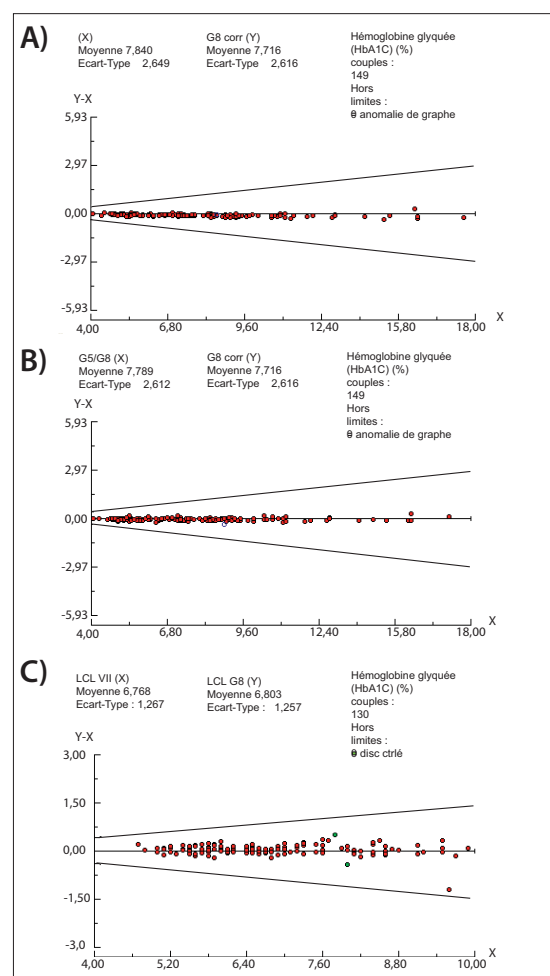 A)
(X)
Moyenne 7,840
Ecart-Type 2,649
G8 corr (Y)
Moyenne 7,716
Ecart-Type 2,616
Hémoglobine glyquée
(HbA1C) (%)
couples :
149
Hors
limites :
0 anomalie de graphe
Y-X
5,93
2,97
0,00
-2,97
-5,93
4,00 6,80 9,60 12,40 15,80 18,00
X
B)
G5/G8 (X)
Moyenne 7,789
Ecart-Type 2,612
G8 corr (Y)
Moyenne 7,716
Ecart-Type 2,616
Hémoglobine glyquée
(HbA1C) (%)
couples :
149
Hors
limites :
0 anomalie de graphe
Y-X
5,93
2,97
0,00
-2,97
-5,93
4,00 6,80 9,60 12,40 15,80 18,00
X
C)
LCL VII (X)
Moyenne 6,768
Ecart-Type : 1,267
LCL G8 (Y)
Moyenne 6,803
Ecart-Type : 1,257
Hémoglobine glyquée
(HbA1C) (%)
couples :
130
Hors
limites :
0 disc ctrlé
Y-X
3,00
1,50
0,00
-1,50
-3,0
4,00 5,20 6,40 7,60 8,80 10,00
X